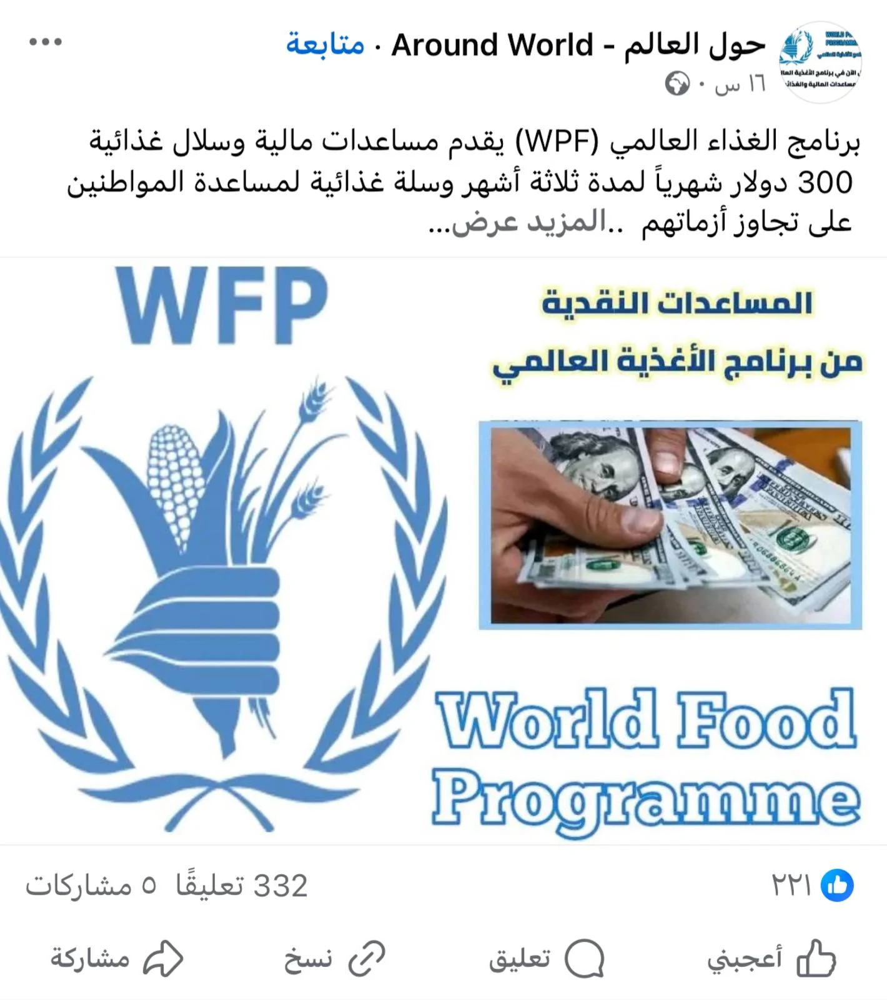 حول العالم - Around World · متابعة
١٦ س ·
WORLD
برنامج الغذاء العالمي (WPF) يقدم مساعدات مالية وسلال غذائية
300 دولار شهرياً لمدة ثلاثة أشهر وسلة غذائية لمساعدة المواطنين
على تجاوز أزماتهم ..المزيد عرض...
WFP
المساعدات النقدية
من برنامج الأغذية العالمي
World Food
Programme
٢٢١
332 تعليقًا ٥ مشاركات
أعجبني
تعليق
نسخ
مشاركة